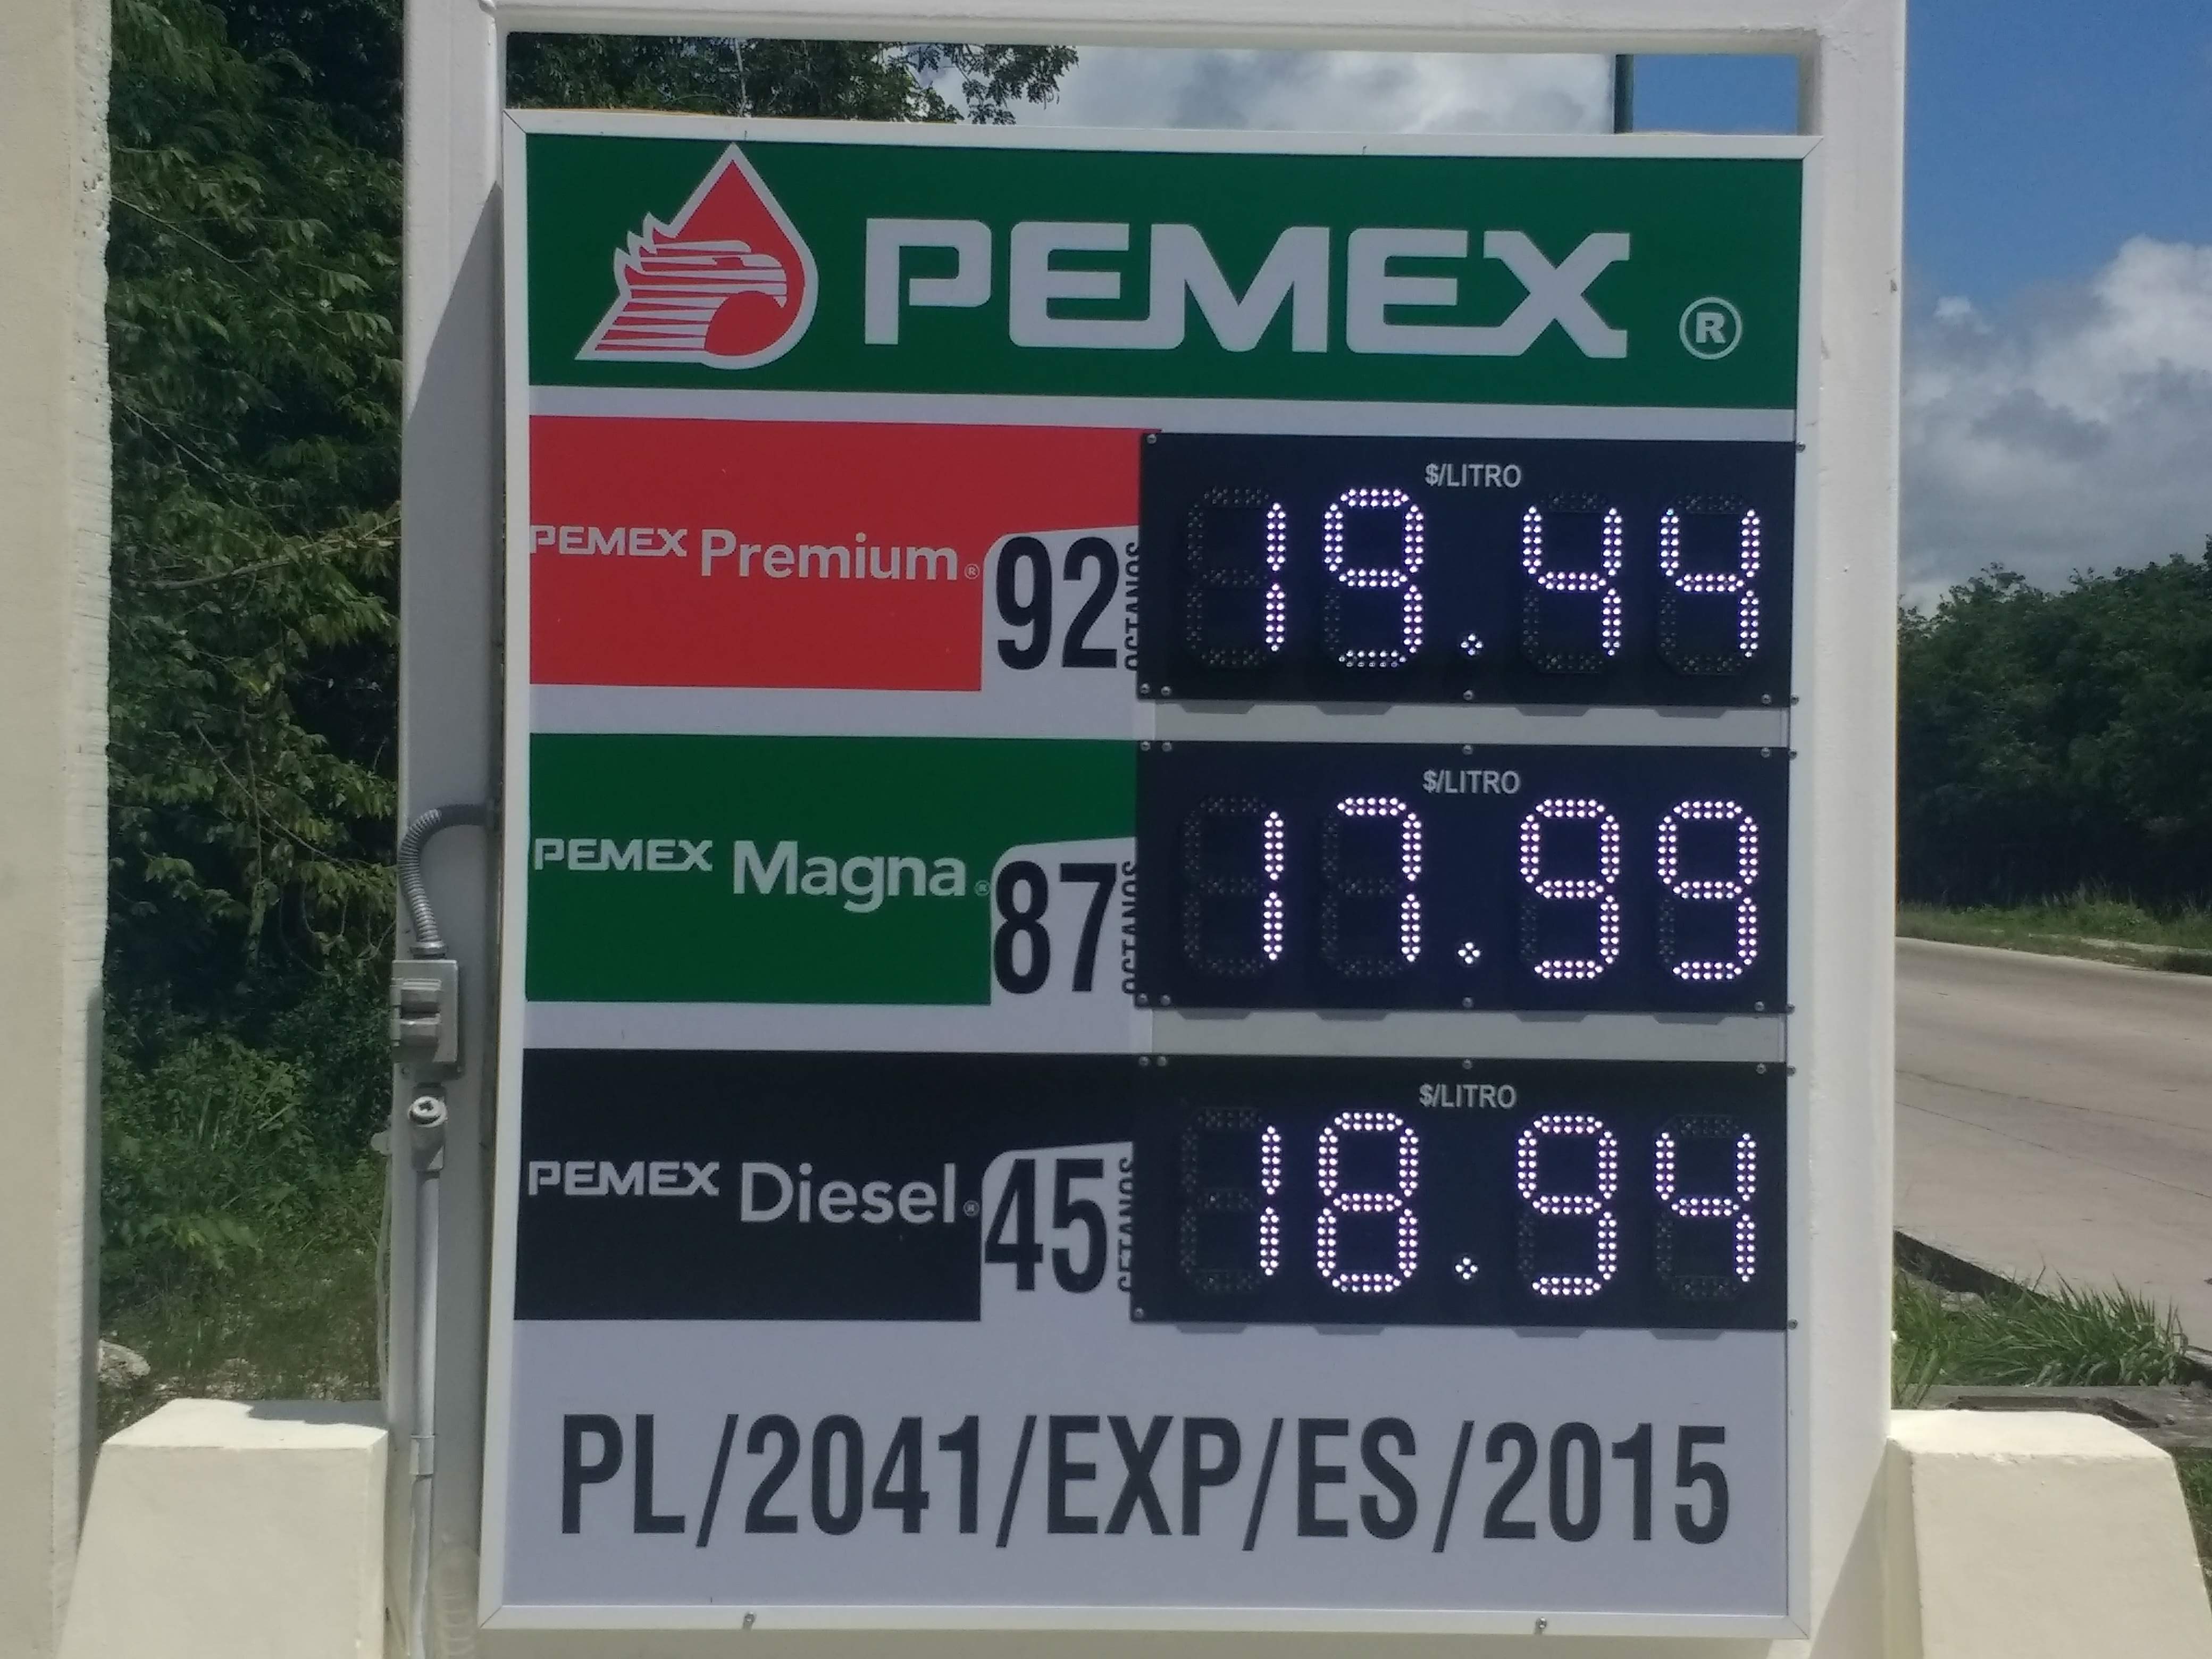 PEMEX ®
$/LITRO
PEMEX Premium® 92 OCTANOS 19.44
$/LITRO
PEMEX Magna® 87 OCTANOS 17.99
$/LITRO
PEMEX Diesel® 45 CETANOS 18.94
PL/2041/EXP/ES/2015